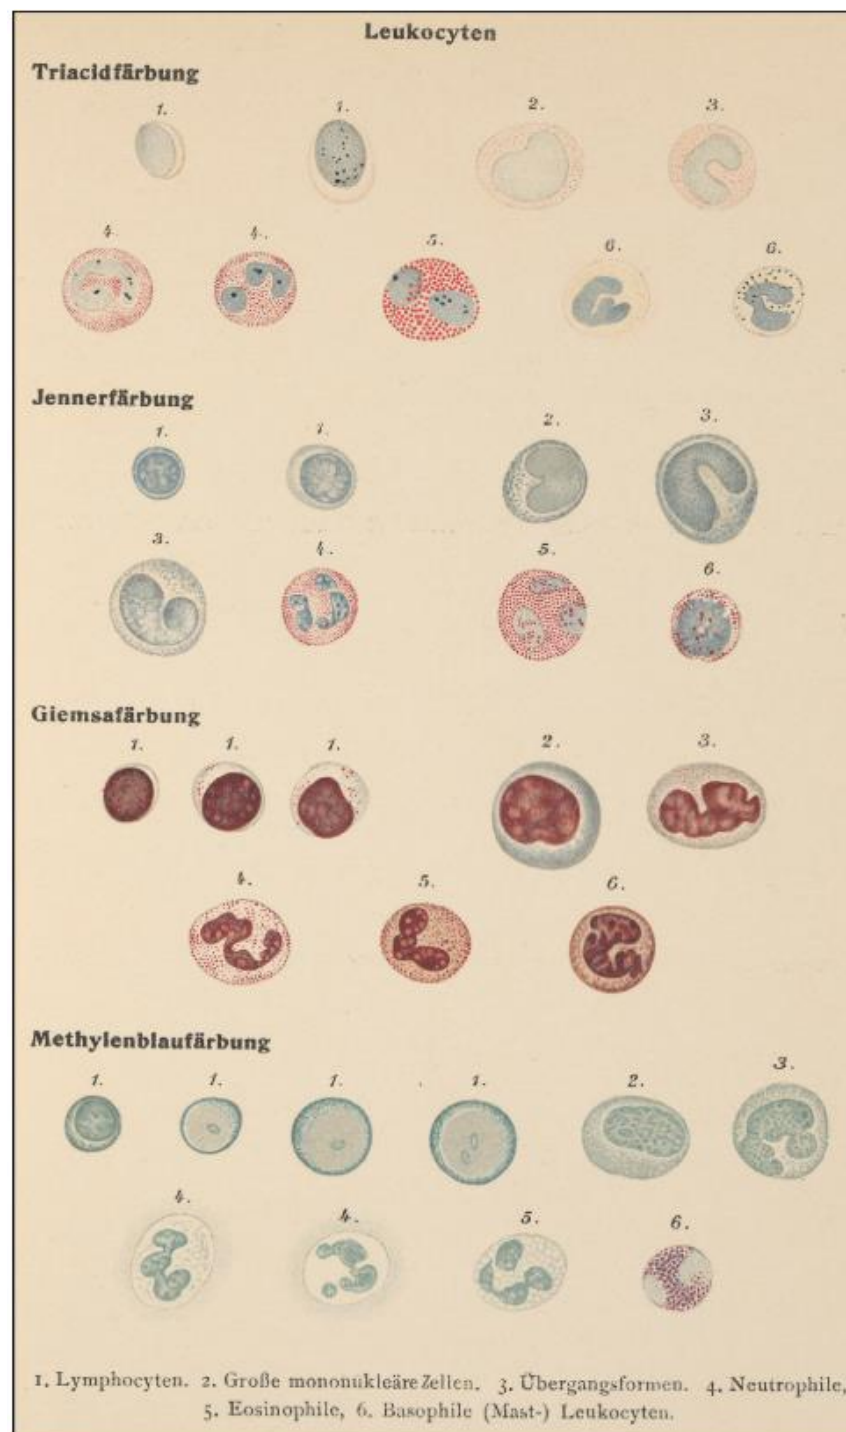 Leukocyten
Triacidfärbung
1. 1. 2. 3.
4. 4. 5. 6. 6.
Jennerfärbung
1. 1. 2. 3.
3. 4. 5. 6.
Giemsafärbung
1. 1. 1. 2. 3.
4. 5. 6.
Methylenblaufärbung
1. 1. 1. 1. 2. 3.
4. 4. 5. 6.
1. Lymphocyten. 2. Große mononukleäre Zellen. 3. Übergangsformen. 4. Neutrophile,
5. Eosinophile, 6. Basophile (Mast-) Leukocyten.